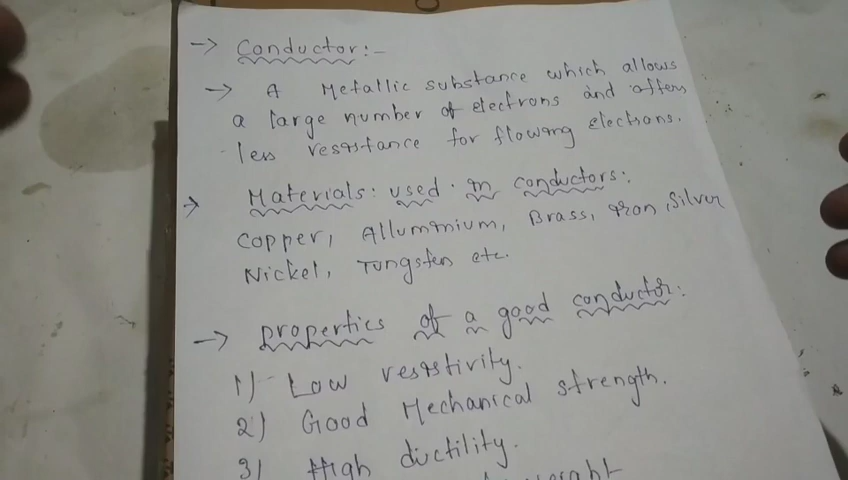 → Conductor:-
→ A Metallic substance which allows
a large number of electrons and offers
less resistance for flowing electrons.
→ Materials: used in conductors:
Copper, Alluminium, Brass, Iron, Silver
Nickel, Tungsten etc.
→ Properties of a good conductor:
1) Low resistivity.
2) Good Mechanical strength.
3) High ductility.